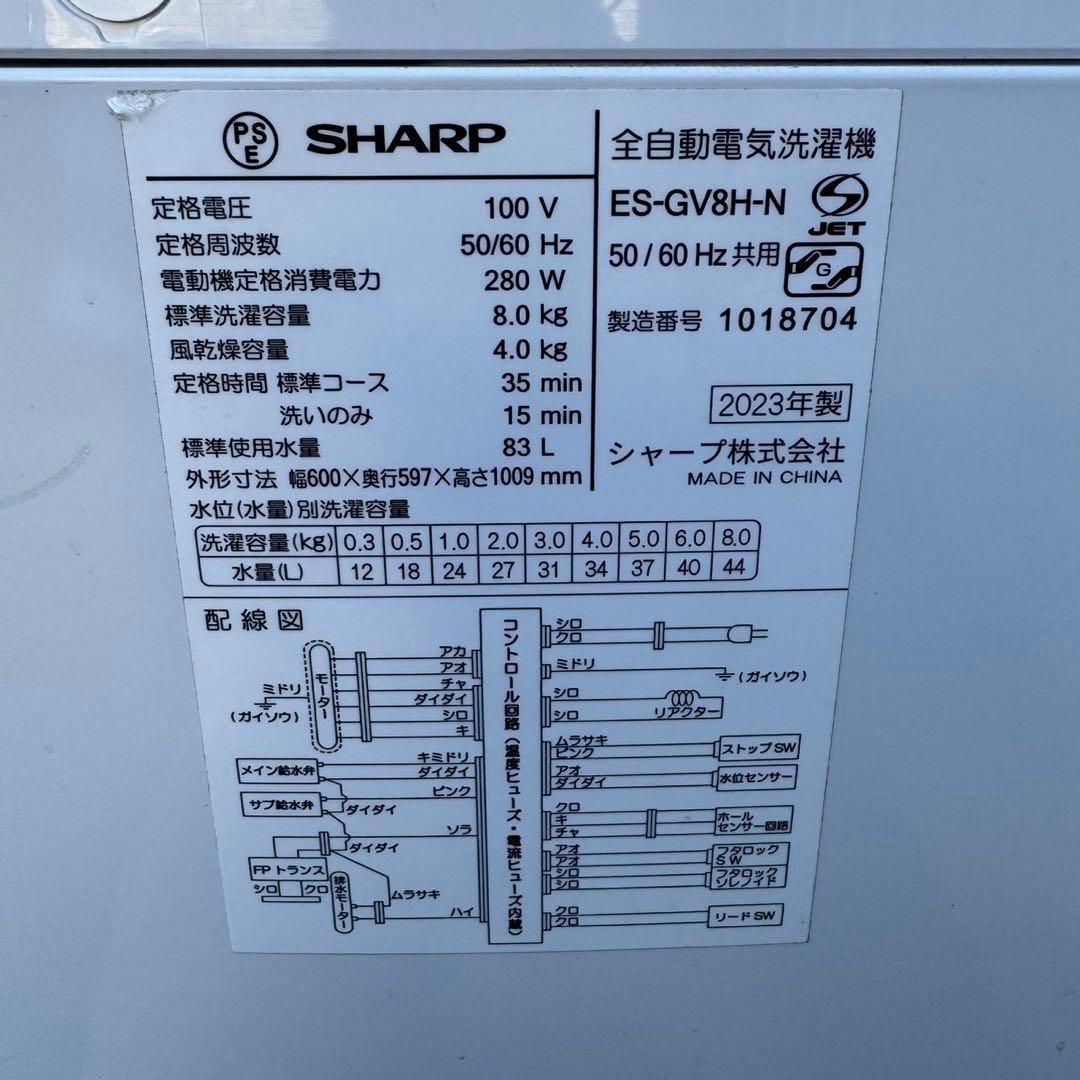 PSE SHARP
定格電圧 100 V
定格周波数 50/60 Hz
電動機定格消費電力 280 W
標準洗濯容量 8.0 kg
風乾燥容量 4.0 kg
定格時間 標準コース 35 min
洗いのみ 15 min
標準使用水量 83 L
外形寸法 幅600×奥行597×高さ1009 mm
全自動電気洗濯機
ES-GV8H-N
JET
50 / 60 Hz 共用
G
製造番号 1018704
2023年製
シャープ株式会社
MADE IN CHINA
水位(水量)別洗濯容量
洗濯容量(kg) 0.3 0.5 1.0 2.0 3.0 4.0 5.0 6.0 8.0
水量(L) 12 18 24 27 31 34 37 40 44
配線図
モーター
ミドリ
(ガイソウ)
アカ
アオ
チャ
ダイダイ
シロ
キ
メイン給水弁
キミドリ
ダイダイ
サブ給水弁
ピンク
ダイダイ
ソラ
ダイダイ
FPトランス
シロ クロ
排水モーター
ムラサキ
ハイ
コントロール回路(温度ヒューズ・電流ヒューズ内蔵)
シロ
クロ
ミドリ
(ガイソウ)
シロ
シロ
リアクター
ムラサキ
ピンク
ストップSW
アオ
ダイダイ
水位センサー
クロ
キ
チャ
ホール
センサー回路
アオ
アオ
フタロック
SW
シロ
シロ
フタロック
ソレノイド
クロ
クロ
リードSW